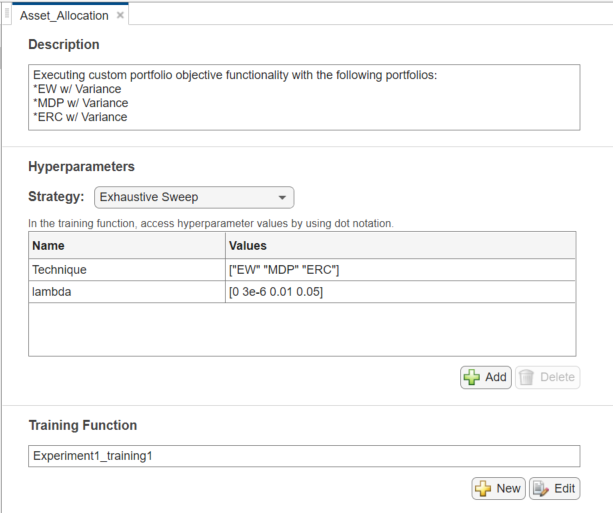 Asset_Allocation ×
Description
Executing custom portfolio objective functionality with the following portfolios:
*EW w/ Variance
*MDP w/ Variance
*ERC w/ Variance
Hyperparameters
Strategy: Exhaustive Sweep
In the training function, access hyperparameter values by using dot notation.
Name Values
Technique ["EW" "MDP" "ERC"]
lambda [0 3e-6 0.01 0.05]
Add Delete
Training Function
Experiment1_training1
New Edit